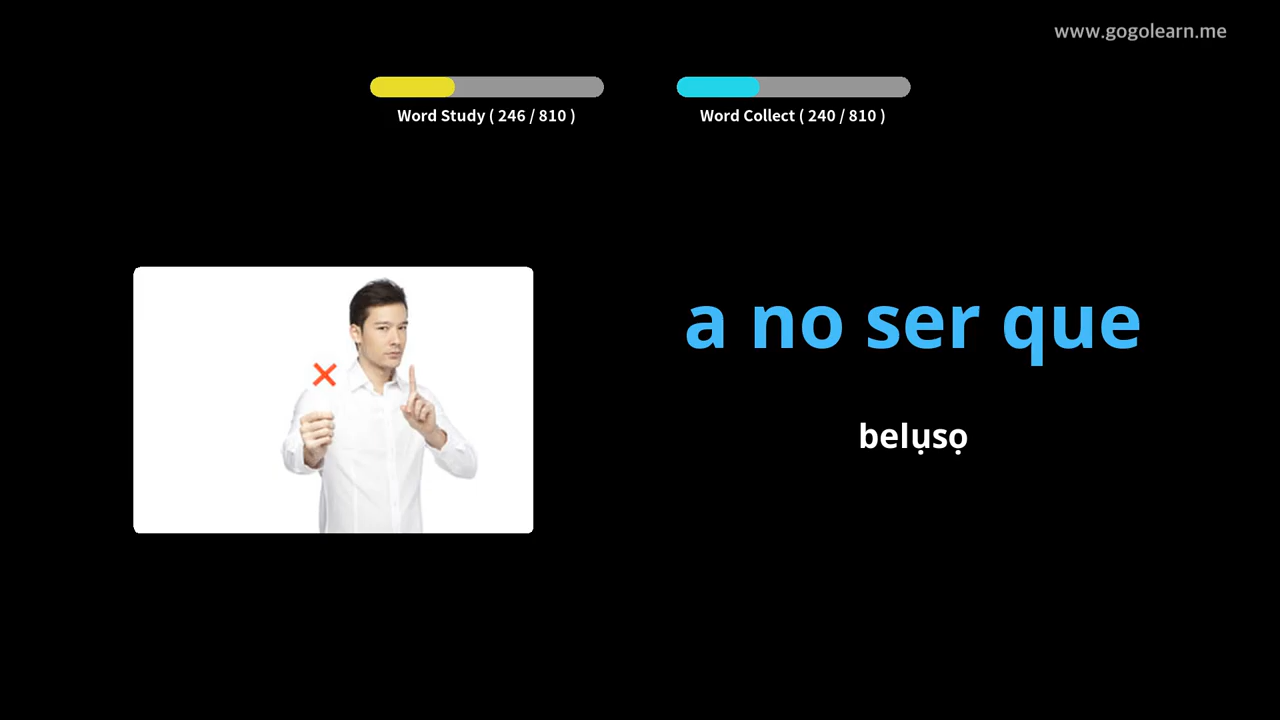 www.gogolearn.me
Word Study ( 246 / 810 )
Word Collect ( 240 / 810 )
a no ser que
belụsọ